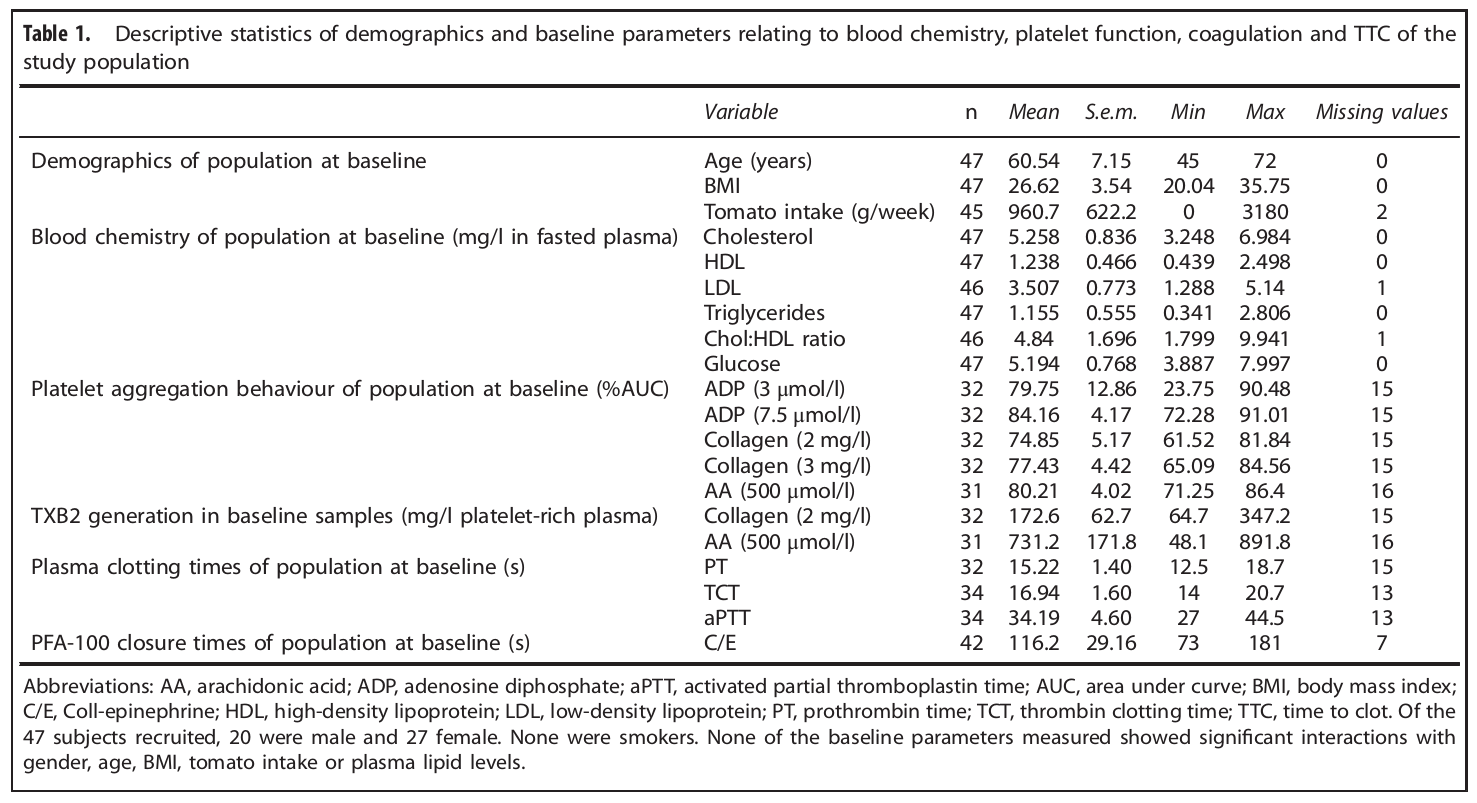 Table 1. Descriptive statistics of demographics and baseline parameters relating to blood chemistry, platelet function, coagulation and TTC of the
study population
Variable n Mean S.e.m. Min Max Missing values
Demographics of population at baseline Age (years) 47 60.54 7.15 45 72 0
BMI 47 26.62 3.54 20.04 35.75 0
Tomato intake (g/week) 45 960.7 622.2 0 3180 2
Blood chemistry of population at baseline (mg/l in fasted plasma) Cholesterol 47 5.258 0.836 3.248 6.984 0
HDL 47 1.238 0.466 0.439 2.498 0
LDL 46 3.507 0.773 1.288 5.14 1
Triglycerides 47 1.155 0.555 0.341 2.806 0
Chol:HDL ratio 46 4.84 1.696 1.799 9.941 1
Glucose 47 5.194 0.768 3.887 7.997 0
Platelet aggregation behaviour of population at baseline (%AUC) ADP (3 μmol/l) 32 79.75 12.86 23.75 90.48 15
ADP (7.5 μmol/l) 32 84.16 4.17 72.28 91.01 15
Collagen (2 mg/l) 32 74.85 5.17 61.52 81.84 15
Collagen (3 mg/l) 32 77.43 4.42 65.09 84.56 15
AA (500 μmol/l) 31 80.21 4.02 71.25 86.4 16
TXB2 generation in baseline samples (mg/l platelet-rich plasma) Collagen (2 mg/l) 32 172.6 62.7 64.7 347.2 15
AA (500 μmol/l) 31 731.2 171.8 48.1 891.8 16
Plasma clotting times of population at baseline (s) PT 32 15.22 1.40 12.5 18.7 15
TCT 34 16.94 1.60 14 20.7 13
aPTT 34 34.19 4.60 27 44.5 13
PFA-100 closure times of population at baseline (s) C/E 42 116.2 29.16 73 181 7
Abbreviations: AA, arachidonic acid; ADP, adenosine diphosphate; aPTT, activated partial thromboplastin time; AUC, area under curve; BMI, body mass index;
C/E, Coll-epinephrine; HDL, high-density lipoprotein; LDL, low-density lipoprotein; PT, prothrombin time; TCT, thrombin clotting time; TTC, time to clot. Of the
47 subjects recruited, 20 were male and 27 female. None were smokers. None of the baseline parameters measured showed significant interactions with
gender, age, BMI, tomato intake or plasma lipid levels.